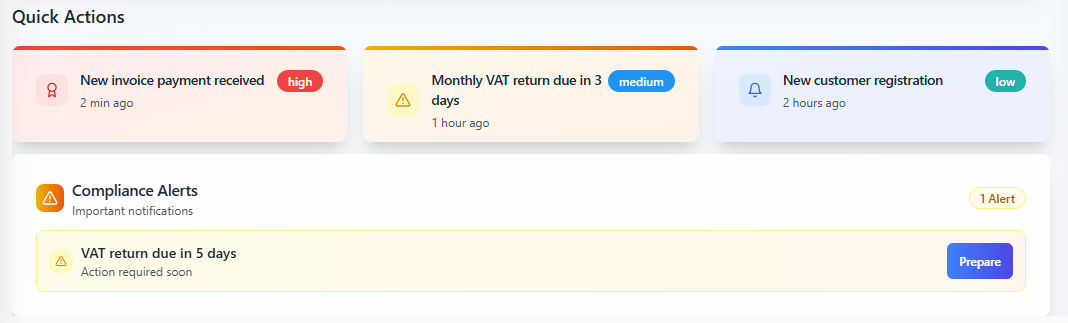 Quick Actions
New invoice payment received
high
2 min ago
Monthly VAT return due in 3
days
medium
1 hour ago
New customer registration
low
2 hours ago
Compliance Alerts
Important notifications
1 Alert
VAT return due in 5 days
Action required soon
Prepare